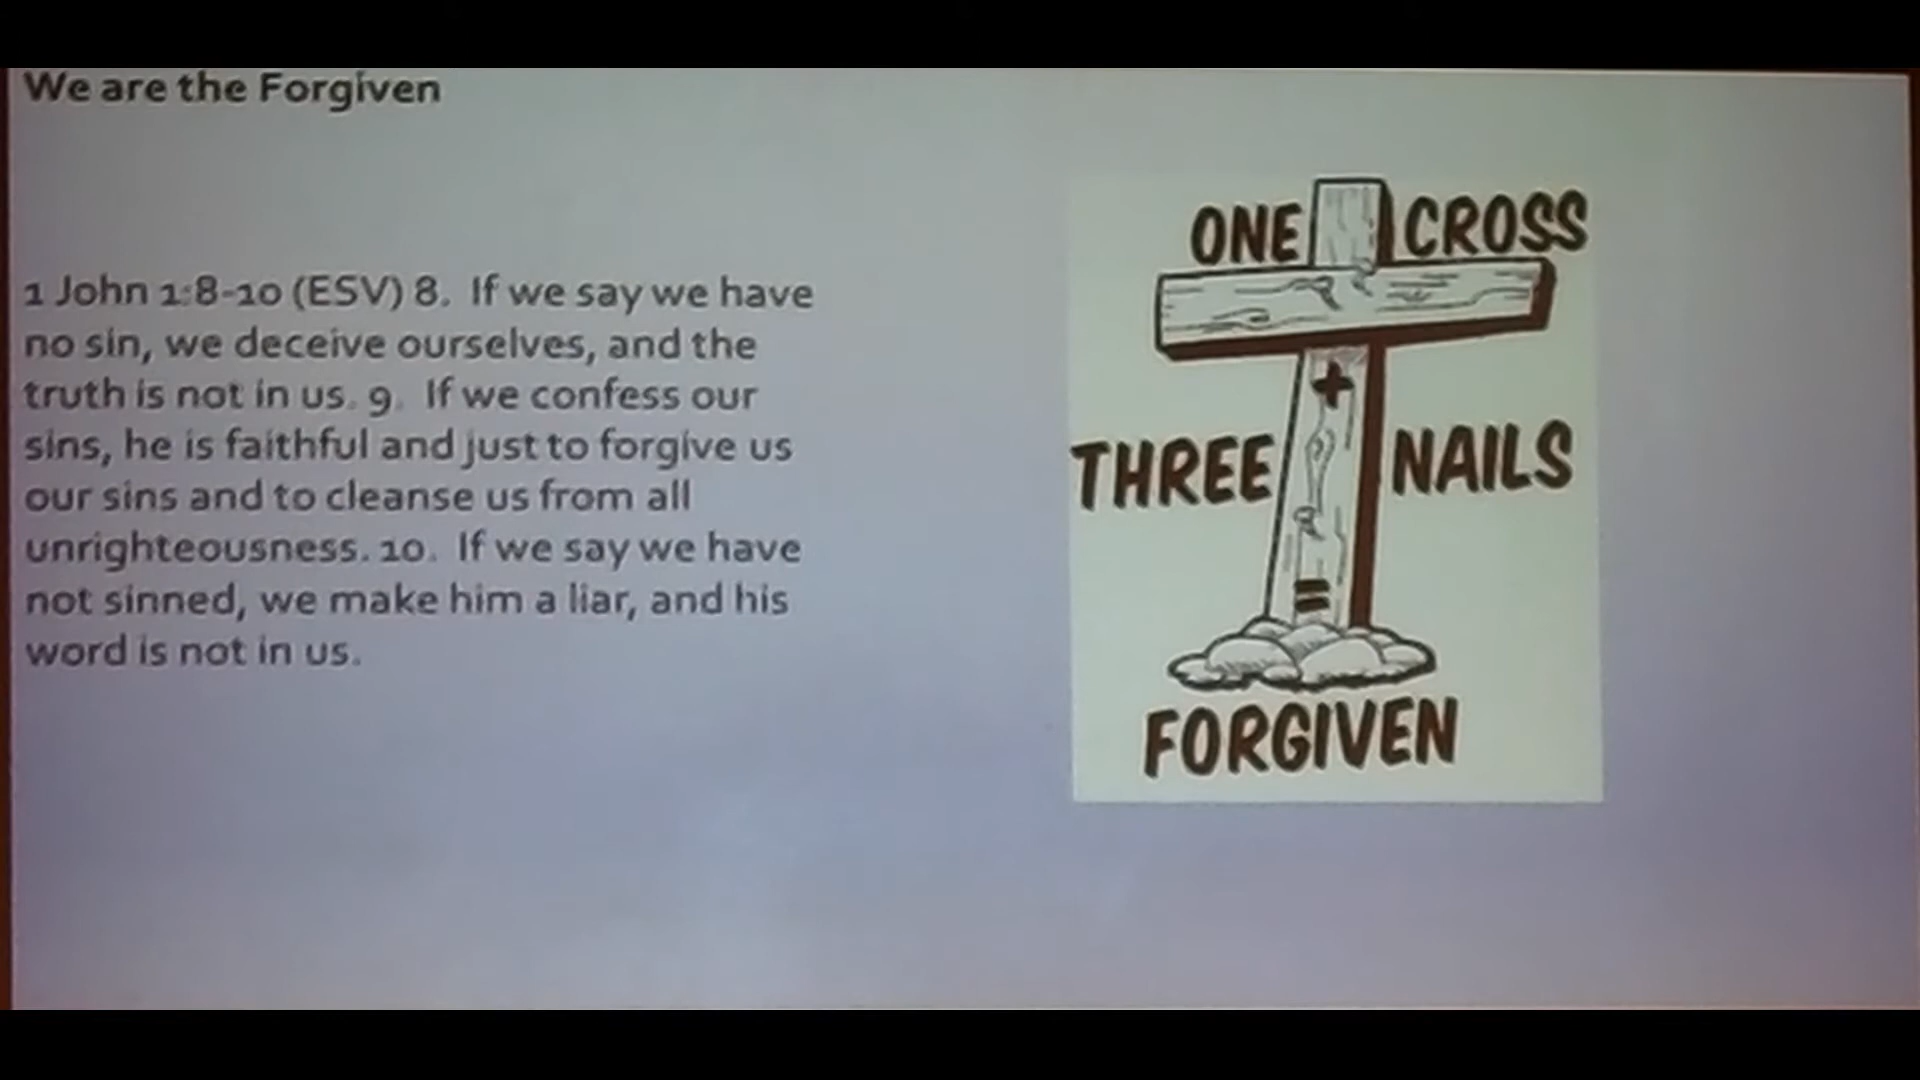 We are the Forgiven
1 John 1:8-10 (ESV) 8. If we say we have
no sin, we deceive ourselves, and the
truth is not in us. 9. If we confess our
sins, he is faithful and just to forgive us
our sins and to cleanse us from all
unrighteousness. 10. If we say we have
not sinned, we make him a liar, and his
word is not in us.
ONE CROSS
+
THREE NAILS
=
FORGIVEN